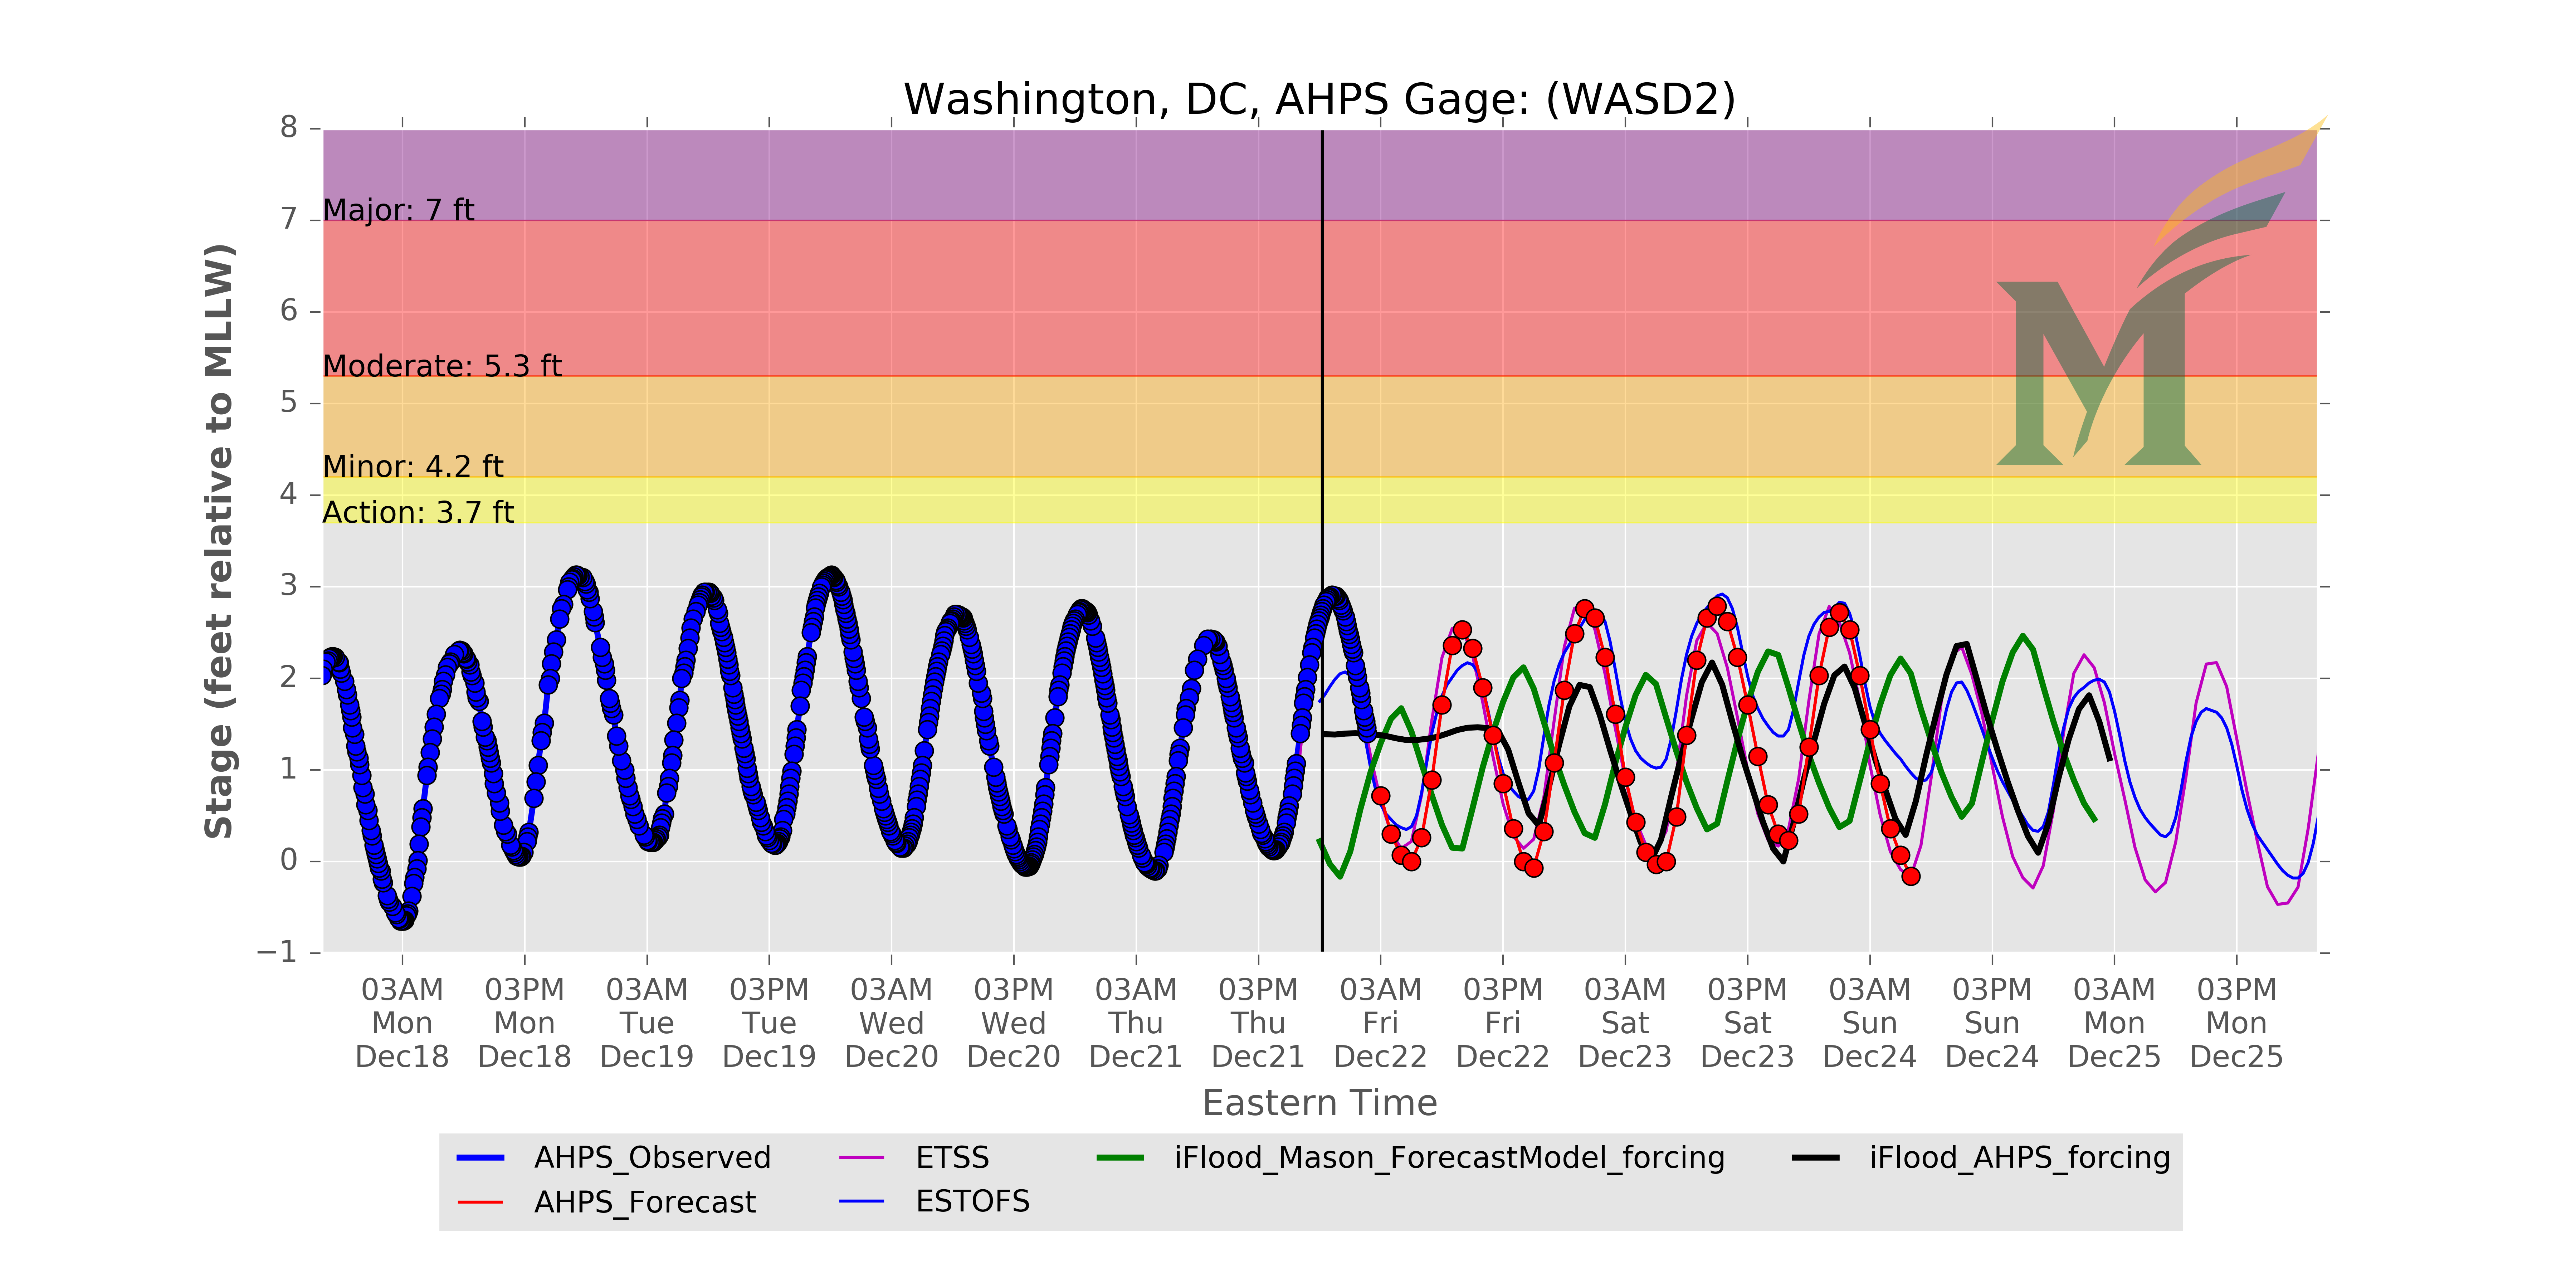 Washington, DC, AHPS Gage: (WASD2)
Stage (feet relative to MLLW)
8
7
6
5
4
3
2
1
0
−1
Major: 7 ft
Moderate: 5.3 ft
Minor: 4.2 ft
Action: 3.7 ft
03AM 03PM 03AM 03PM 03AM 03PM 03AM 03PM 03AM 03PM 03AM 03PM 03AM 03PM 03AM 03PM
Mon Mon Tue Tue Wed Wed Thu Thu Fri Fri Sat Sat Sun Sun Mon Mon
Dec18 Dec18 Dec19 Dec19 Dec20 Dec20 Dec21 Dec21 Dec22 Dec22 Dec23 Dec23 Dec24 Dec24 Dec25 Dec25
Eastern Time
AHPS_Observed ETSS iFlood_Mason_ForecastModel_forcing iFlood_AHPS_forcing
AHPS_Forecast ESTOFS
M